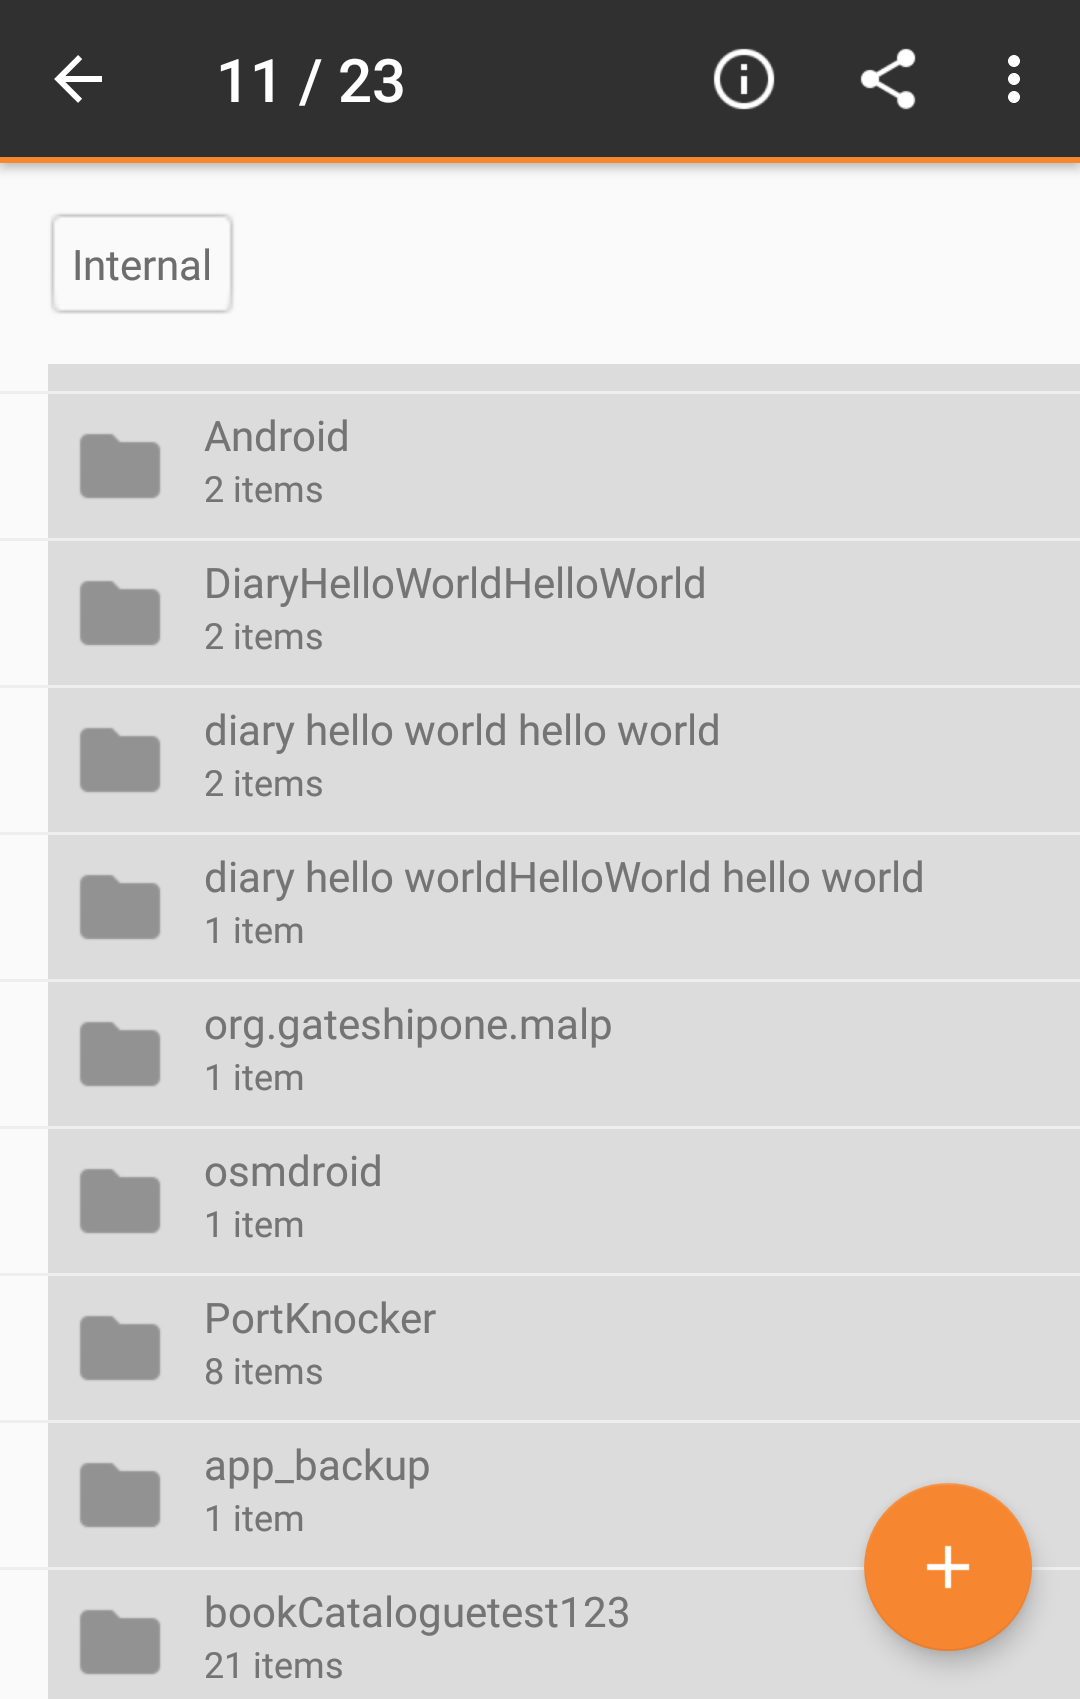 11 / 23
Internal
Android
2 items
DiaryHelloWorldHelloWorld
2 items
diary hello world hello world
2 items
diary hello worldHelloWorld hello world
1 item
org.gateshipone.malp
1 item
osmdroid
1 item
PortKnocker
8 items
app_backup
1 item
bookCataloguetest123
21 items